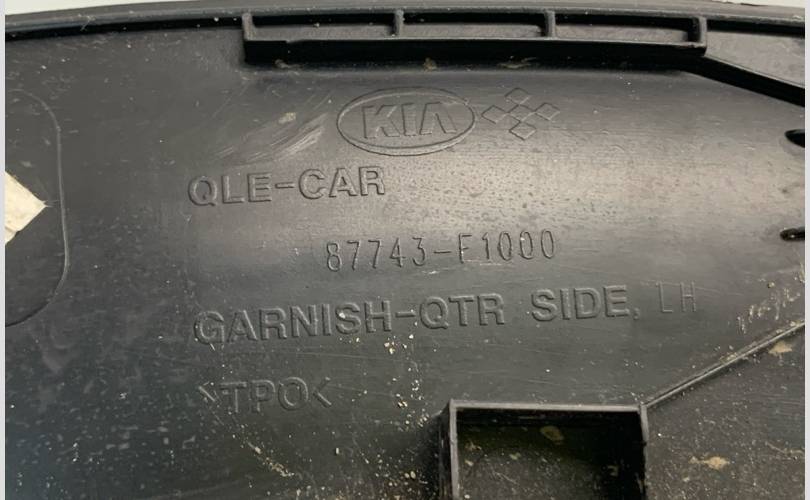 KIA
QLE-CAR
87743-F1000
GARNISH-QTR SIDE, LH
>TPO<